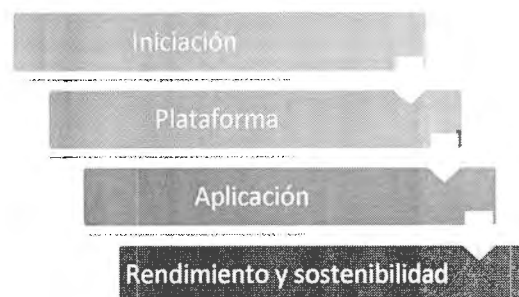 Iniciación
Plataforma
Aplicación
Rendimiento y sostenibilidad